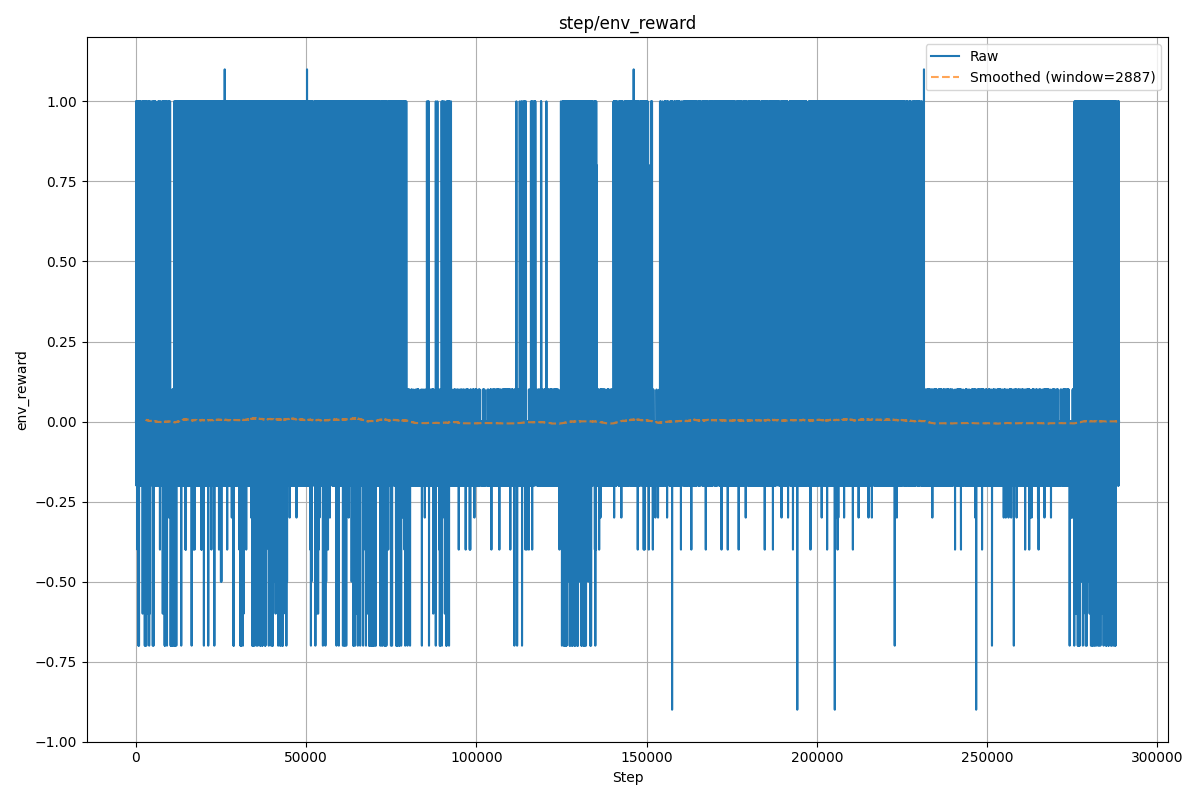 step/env_reward
Raw
Smoothed (window=2887)
1.00
0.75
0.50
0.25
0.00
−0.25
−0.50
−0.75
−1.00
env_reward
0 50000 100000 150000 200000 250000 300000
Step